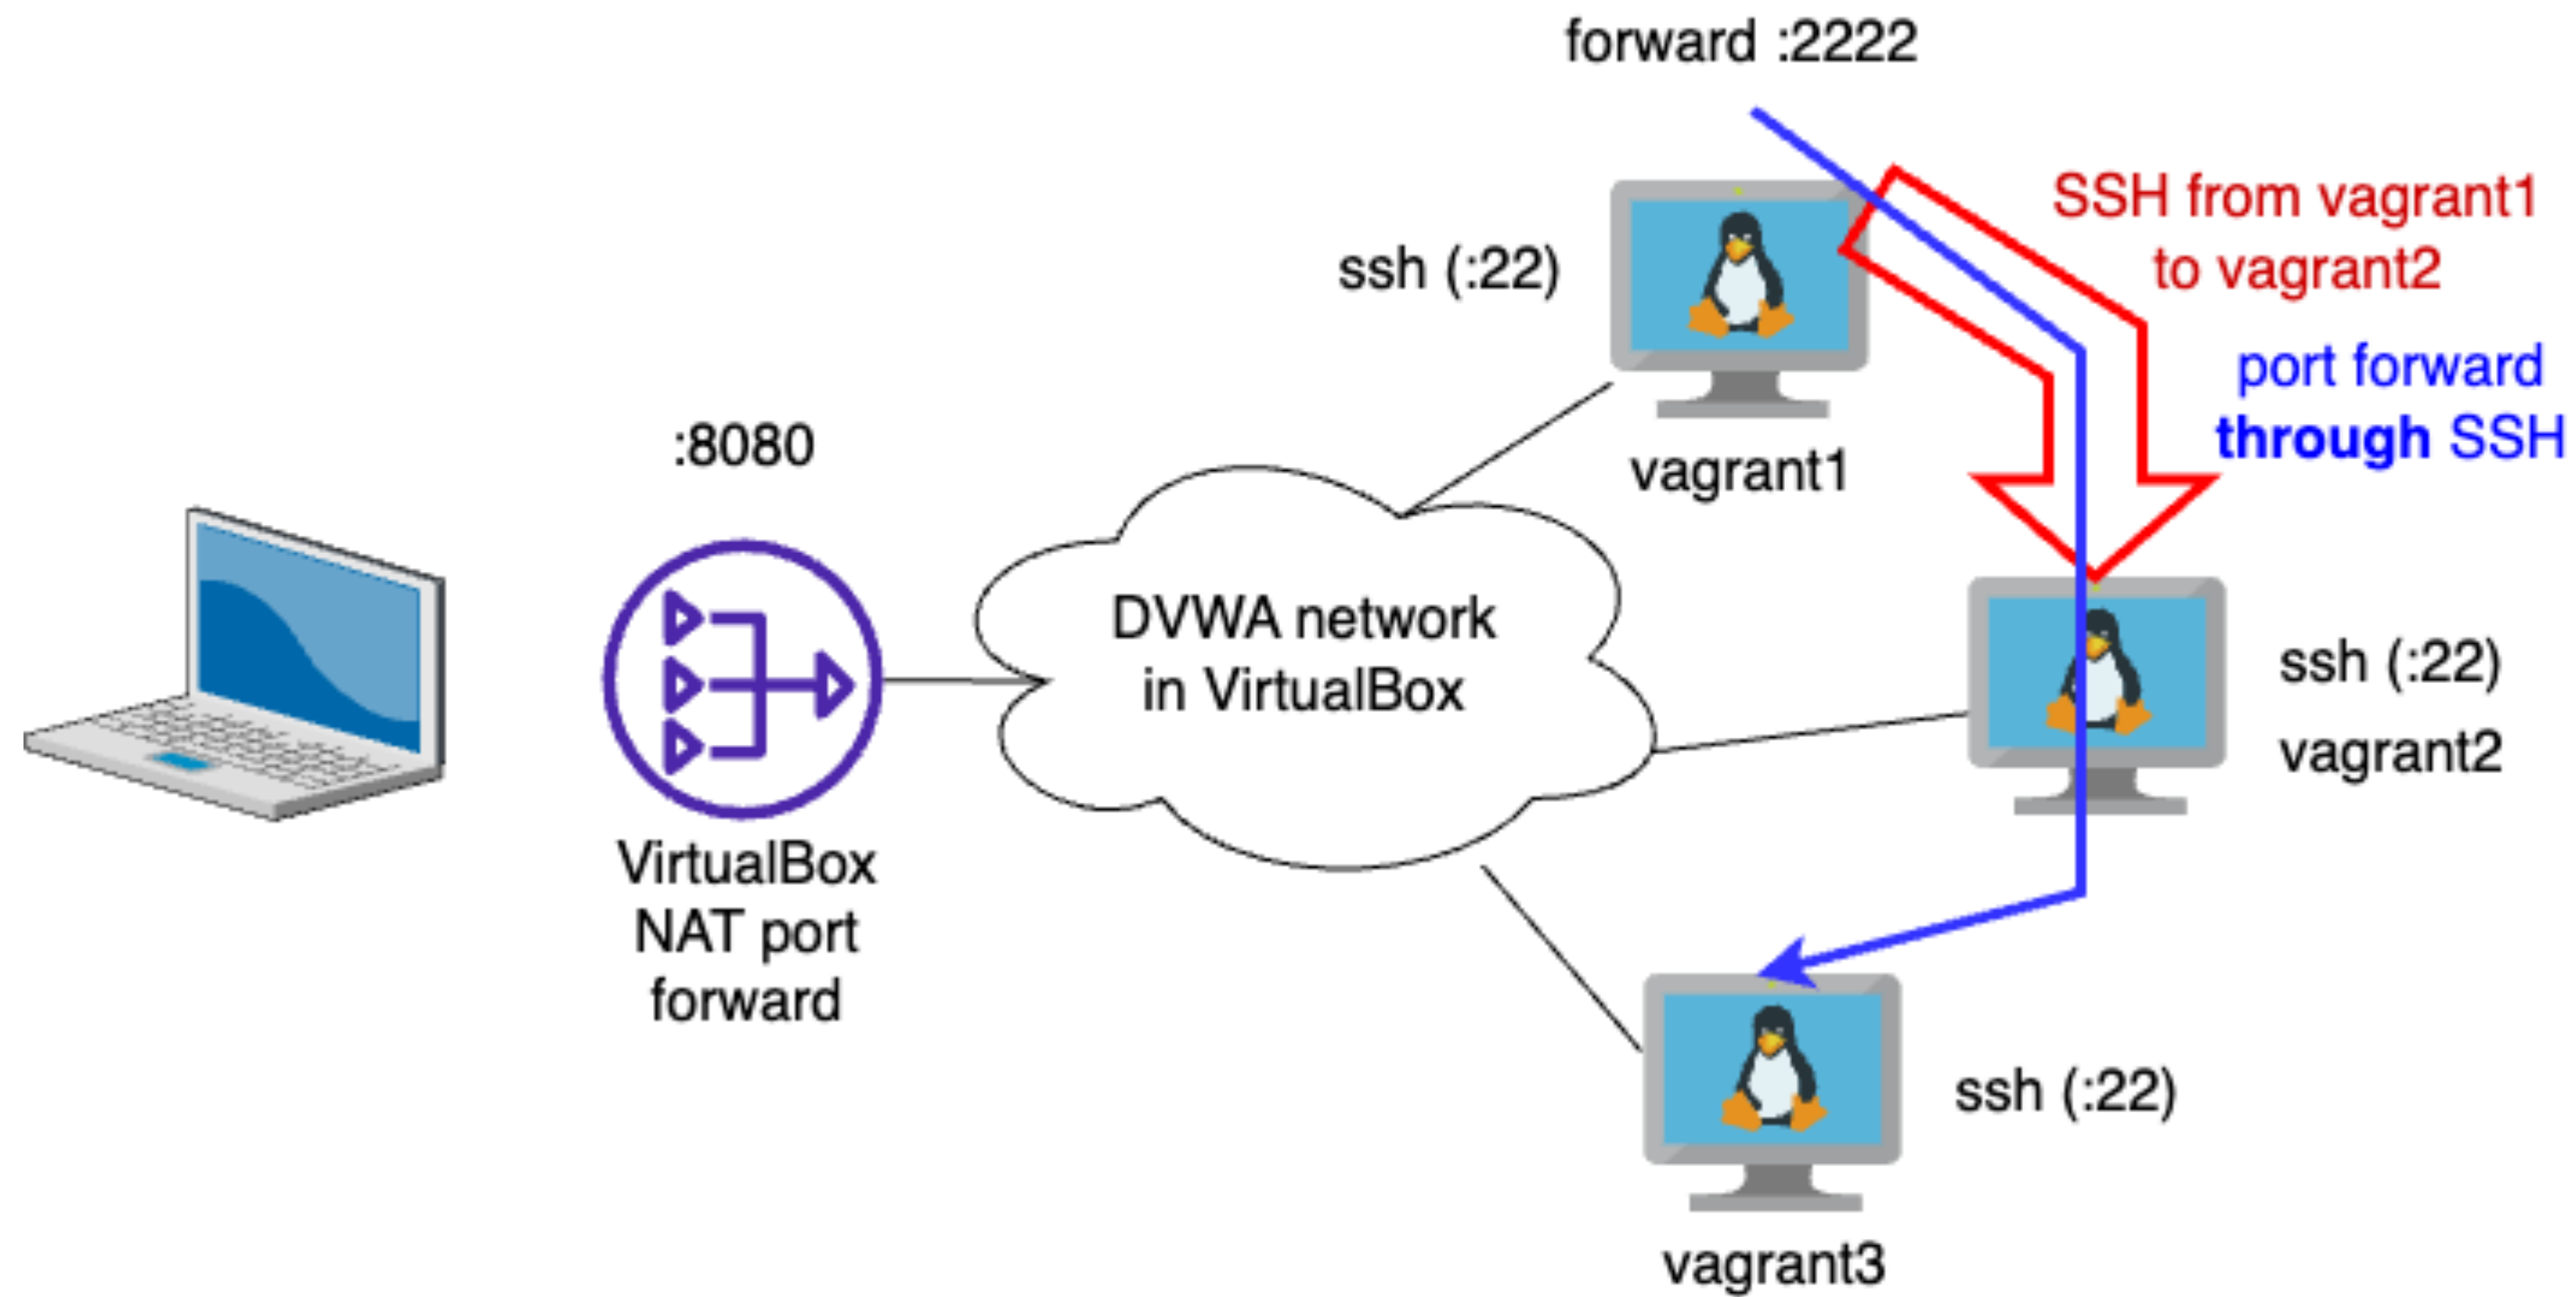 forward :2222
SSH from vagrant1
to vagrant2
ssh (:22)
port forward
through SSH
:8080
vagrant1
DVWA network
in VirtualBox
ssh (:22)
vagrant2
VirtualBox
NAT port
forward
ssh (:22)
vagrant3